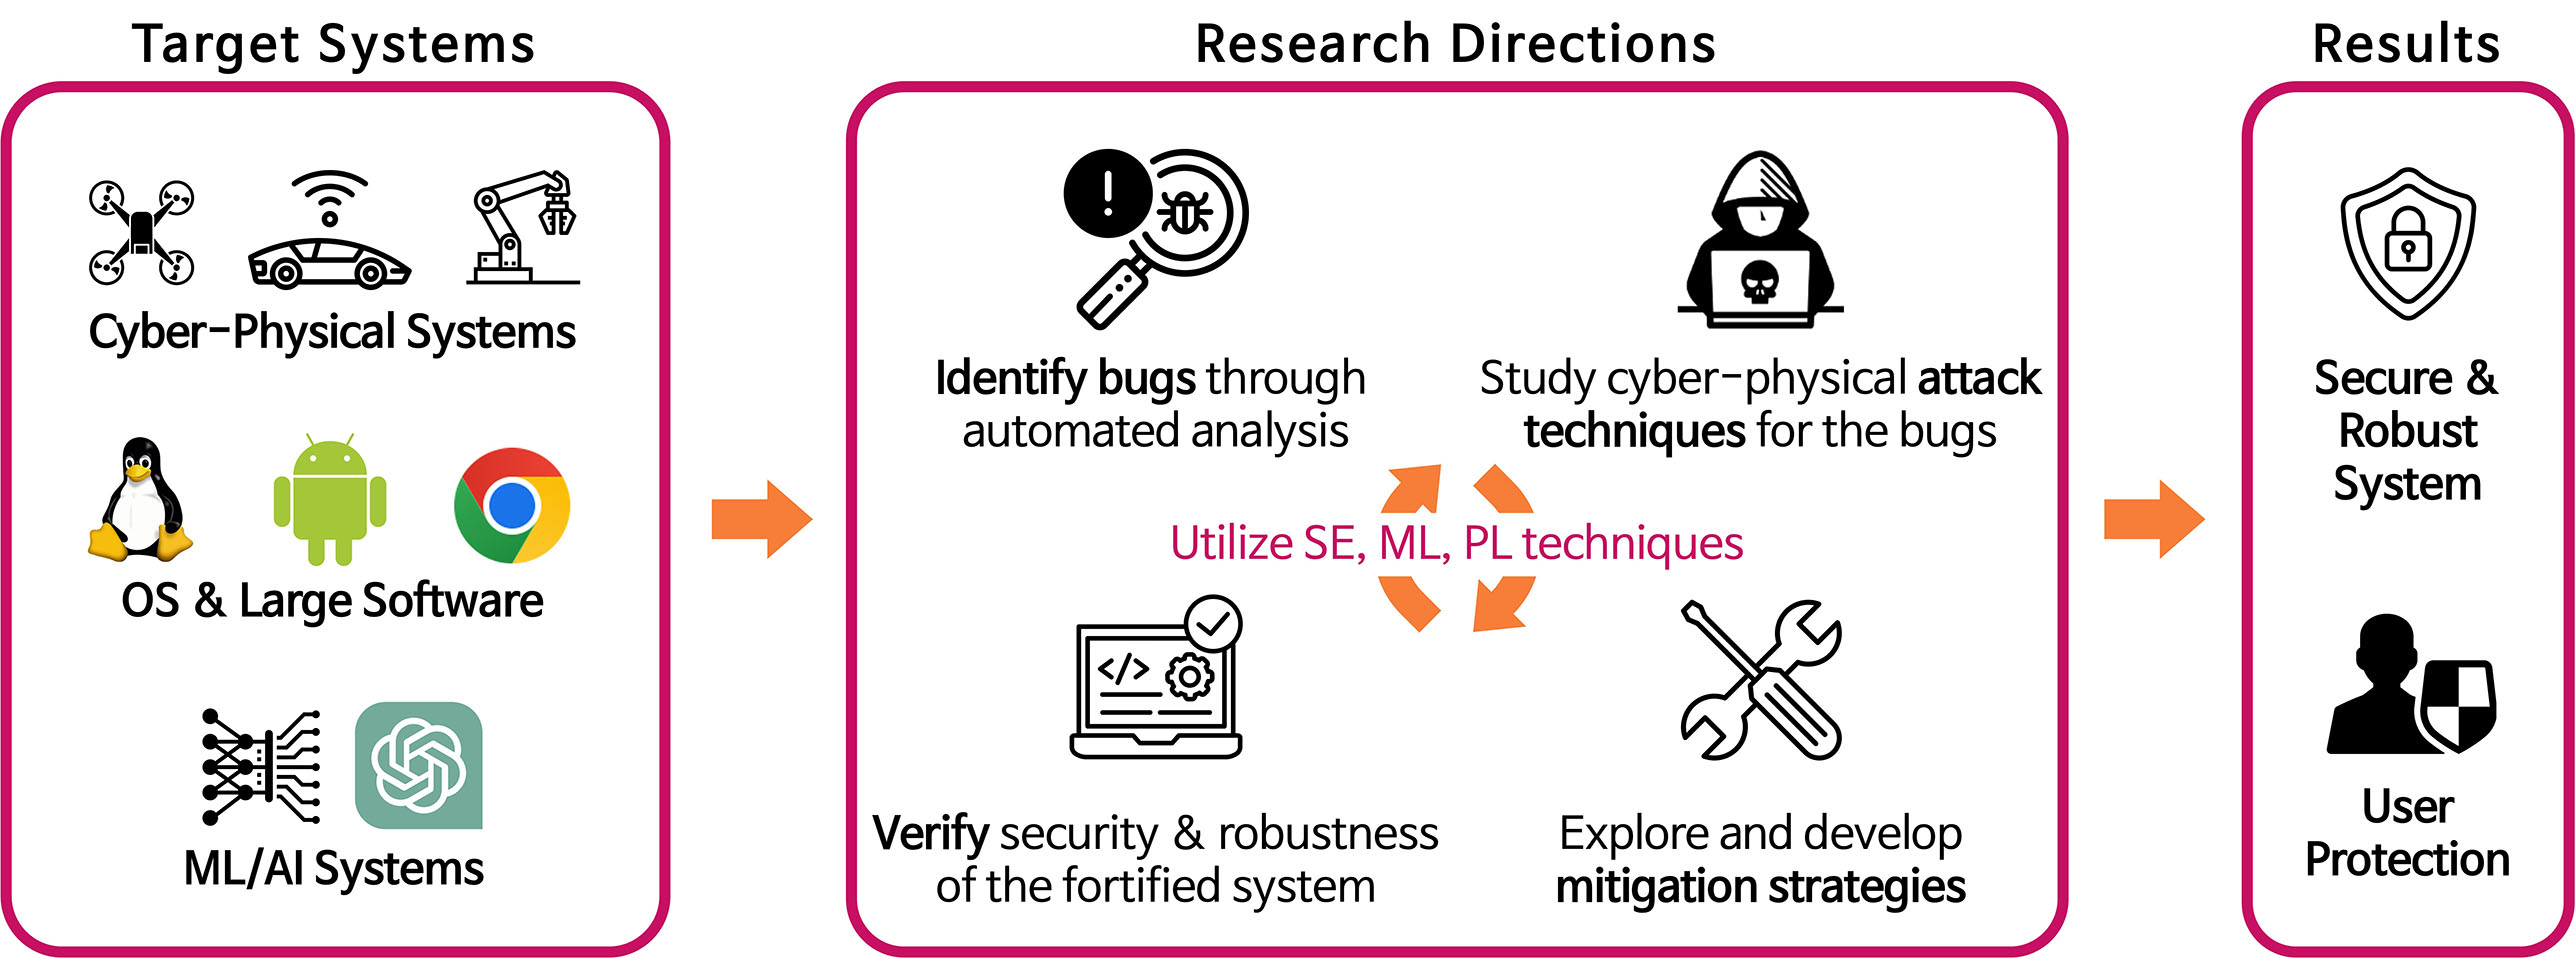 Target Systems
Cyber-Physical Systems
OS & Large Software
ML/AI Systems
Research Directions
Identify bugs through
automated analysis
Study cyber-physical attack
techniques for the bugs
Utilize SE, ML, PL techniques
</>
Verify security & robustness
of the fortified system
Explore and develop
mitigation strategies
Results
Secure &
Robust
System
User
Protection